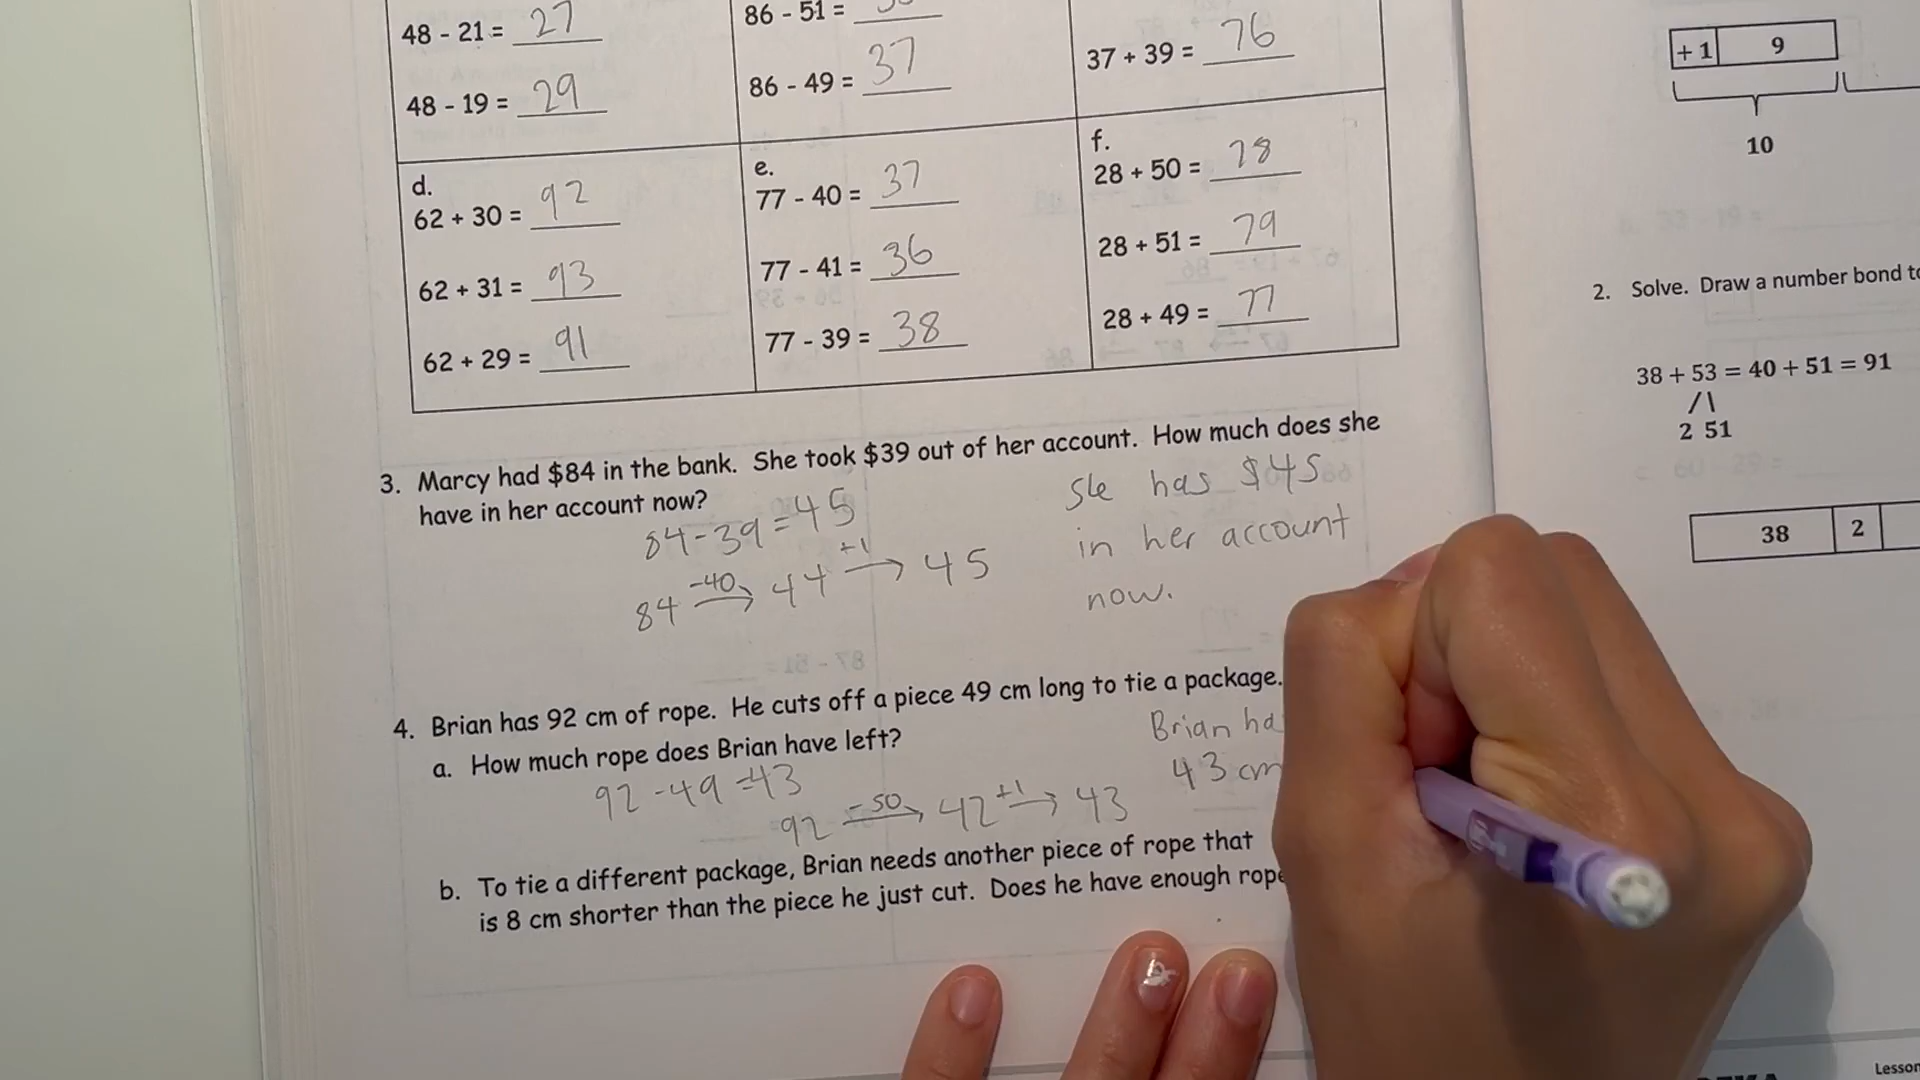 48 - 21 = 27
48 - 19 = 29
86 - 51 =
86 - 49 = 37
37 + 39 = 76
d.
62 + 30 = 92
62 + 31 = 93
62 + 29 = 91
e.
77 - 40 = 37
77 - 41 = 36
77 - 39 = 38
f.
28 + 50 = 78
28 + 51 = 79
28 + 49 = 77
3. Marcy had $84 in the bank. She took $39 out of her account. How much does she
have in her account now?
84 - 39 = 45
84 -40→ 44 +1→ 45
She has $45
in her account
now.
4. Brian has 92 cm of rope. He cuts off a piece 49 cm long to tie a package.
a. How much rope does Brian have left?
92 - 49 = 43
92 -50→ 42 +1→ 43
Brian ha
43 cm
b. To tie a different package, Brian needs another piece of rope that
is 8 cm shorter than the piece he just cut. Does he have enough rope
+1 9
10
2. Solve. Draw a number bond to
38 + 53 = 40 + 51 = 91
2 51
38 2
Lesson